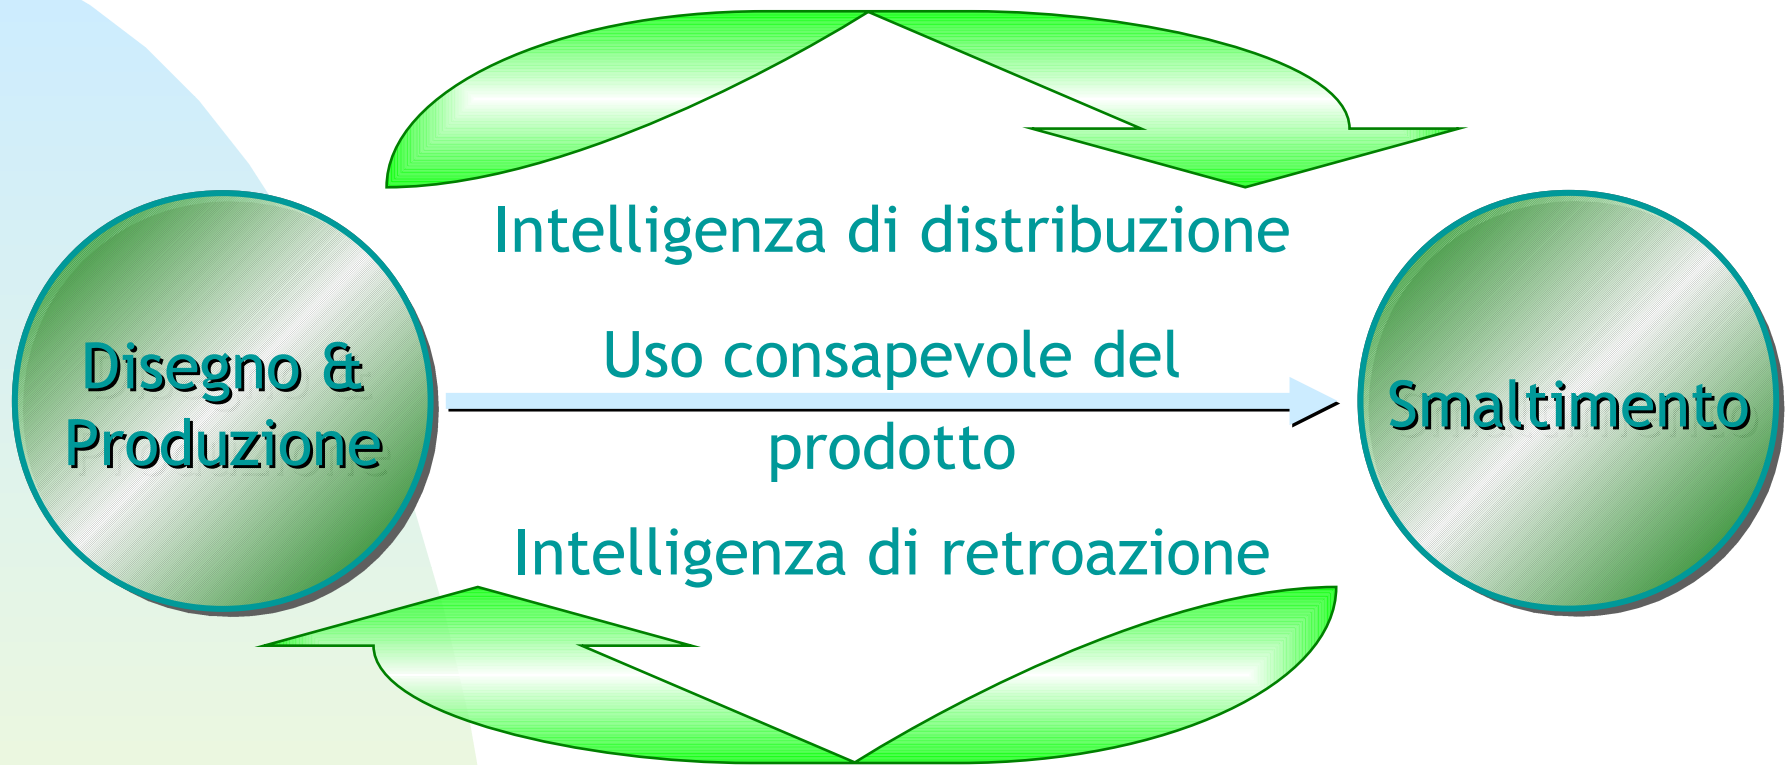 Intelligenza di distribuzione
Disegno &
Produzione
Uso consapevole del
prodotto
Smaltimento
Intelligenza di retroazione